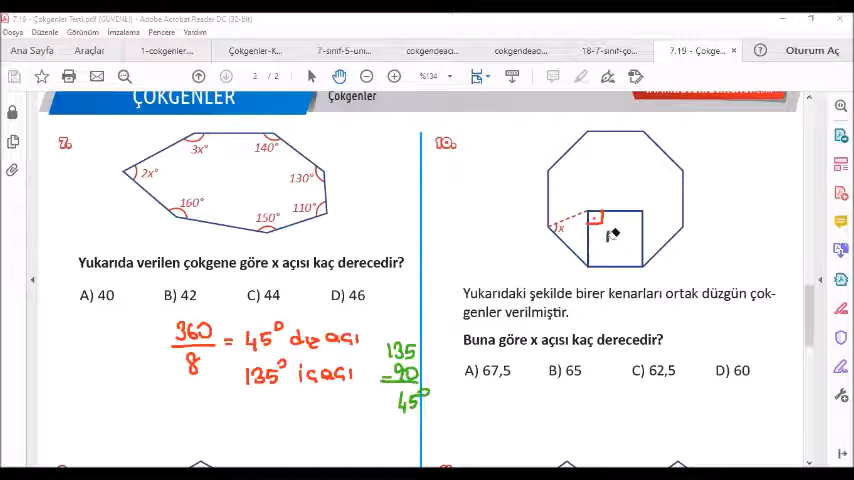 7.19 - Çokgenler Testi.pdf (GÜVENLİ) - Adobe Acrobat Reader DC (32-bit)
Dosya Düzenle Görünüm İmzalama Pencere Yardım
Ana Sayfa Araçlar 1-cokgenler... Çokgenler-K... 7-sinif-5-uni... cokgendeaci... cokgendeaci... 18-7-sinif-ço... 7.19 - Çokge... × Oturum Aç
2 / 2 %134
ÇOKGENLER Çokgenler
7.
3x° 140°
2x° 130°
160° 110°
150°
Yukarıda verilen çokgene göre x açısı kaç derecedir?
A) 40 B) 42 C) 44 D) 46
360
8
= 45° dış açı
135° iç açı
135
- 90
45°
10.
x
Yukarıdaki şekilde birer kenarları ortak düzgün çok-
genler verilmiştir.
Buna göre x açısı kaç derecedir?
A) 67,5 B) 65 C) 62,5 D) 60